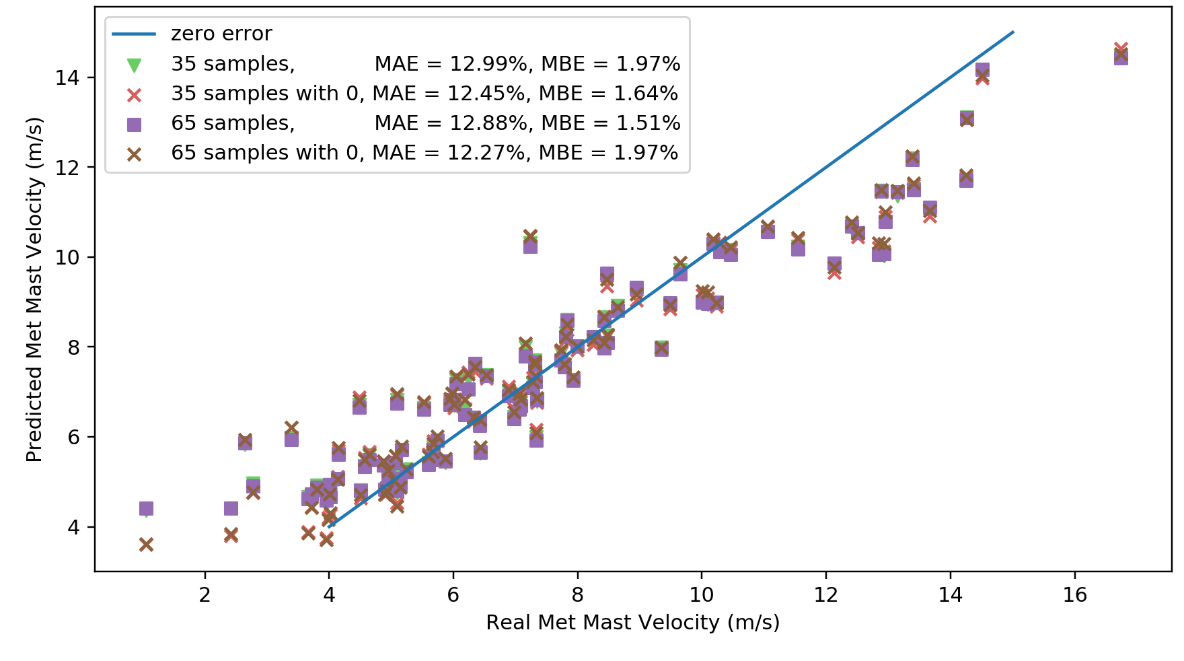 zero error
35 samples, MAE = 12.99%, MBE = 1.97%
35 samples with 0, MAE = 12.45%, MBE = 1.64%
65 samples, MAE = 12.88%, MBE = 1.51%
65 samples with 0, MAE = 12.27%, MBE = 1.97%
Predicted Met Mast Velocity (m/s)
14
12
10
8
6
4
2 4 6 8 10 12 14 16
Real Met Mast Velocity (m/s)